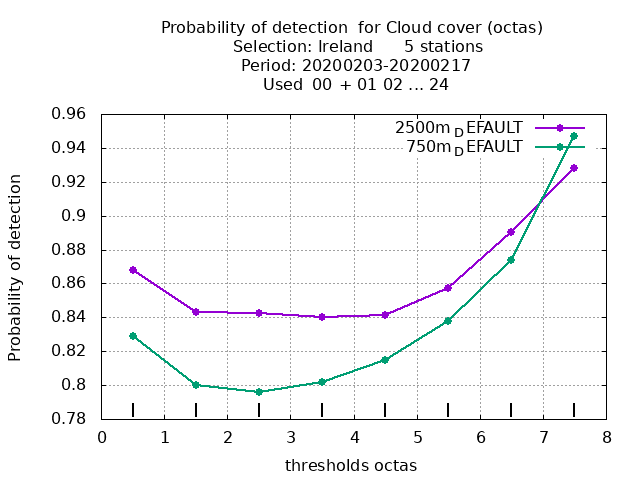 Probability of detection  for Cloud cover (octas)
Selection: Ireland      5 stations
Period: 20200203-20200217
Used  00  + 01 02 ... 24
2500m_DEFAULT
750m_DEFAULT
0.96
0.94
0.92
0.9
0.88
0.86
0.84
0.82
0.8
0.78
Probability of detection
0 1 2 3 4 5 6 7 8
thresholds octas